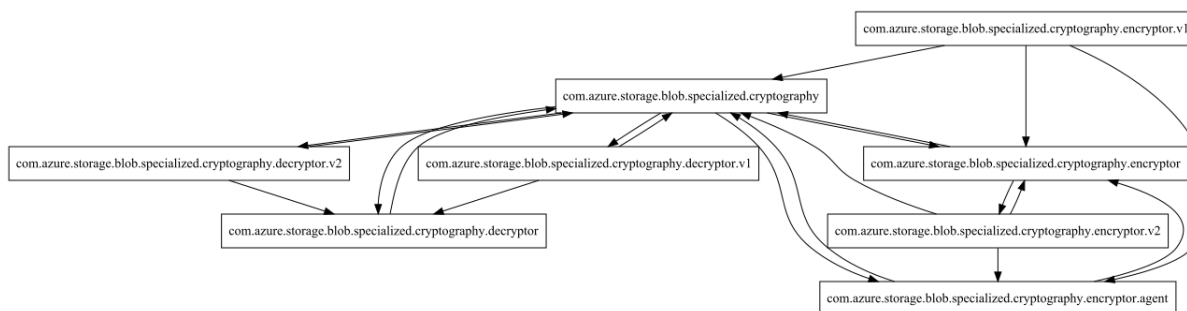 com.azure.storage.blob.specialized.cryptography.encryptor.v1
com.azure.storage.blob.specialized.cryptography
com.azure.storage.blob.specialized.cryptography.decryptor.v2
com.azure.storage.blob.specialized.cryptography.decryptor.v1
com.azure.storage.blob.specialized.cryptography.encryptor
com.azure.storage.blob.specialized.cryptography.decryptor
com.azure.storage.blob.specialized.cryptography.encryptor.v2
com.azure.storage.blob.specialized.cryptography.encryptor.agent